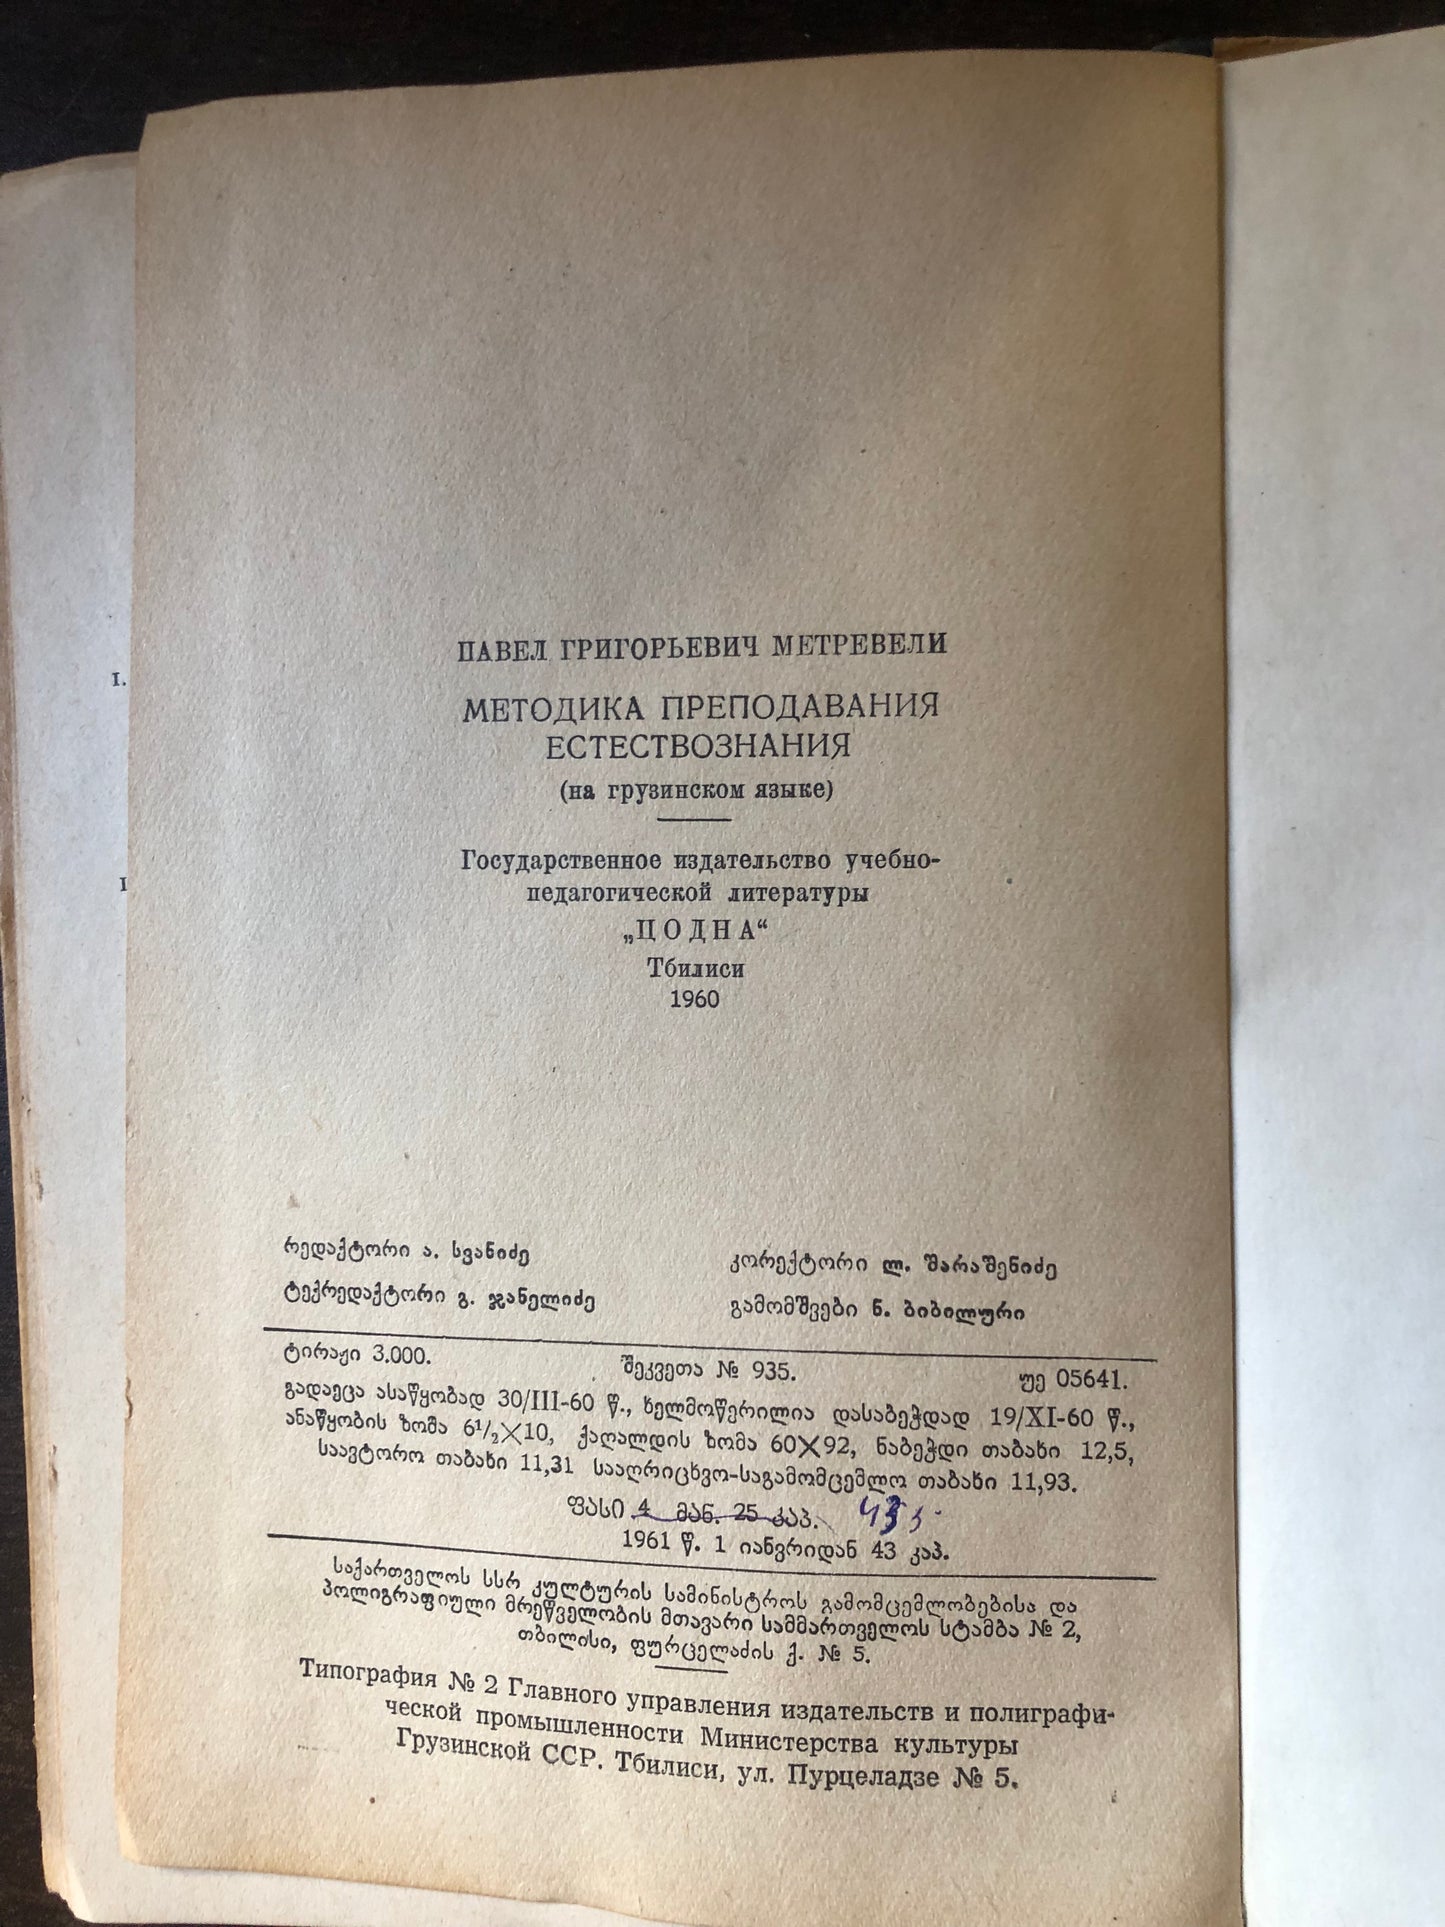 ПАВЕЛ ГРИГОРЬЕВИЧ МЕТРЕВЕЛИ
МЕТОДИКА ПРЕПОДАВАНИЯ
ЕСТЕСТВОЗНАНИЯ
(на грузинском языке)
Государственное издательство учебно-
педагогической литературы
„ЦОДНА“
Тбилиси
1960
რედაქტორი ა. სვანიძე
ტექრედაქტორი გ. ჯანელიძე
კორექტორი ლ. შარაშენიძე
გამომშვები ნ. ბიბილური
ტირაჟი 3.000. შეკვეთა № 935. უე 05641.
გადაეცა ასაწყობად 30/III-60 წ., ხელმოწერილია დასაბეჭდად 19/XI-60 წ.,
ანაწყობის ზომა 6¹/₂×10, ქაღალდის ზომა 60×92, ნაბეჭდი თაბახი 12,5,
საავტორო თაბახი 11,31 სააღრიცხვო-საგამომცემლო თაბახი 11,93.
ფასი 4 მან. 25 კაპ.
1961 წ. 1 იანვრიდან 43 კაპ.
საქართველოს სსრ კულტურის სამინისტროს გამომცემლობებისა და
პოლიგრაფიული მრეწველობის მთავარი სამმართველოს სტამბა № 2,
თბილისი, ფურცელაძის ქ. № 5.
Типография № 2 Главного управления издательств и полиграфи-
ческой промышленности Министерства культуры
Грузинской ССР. Тбилиси, ул. Пурцеладзе № 5.
I.
I